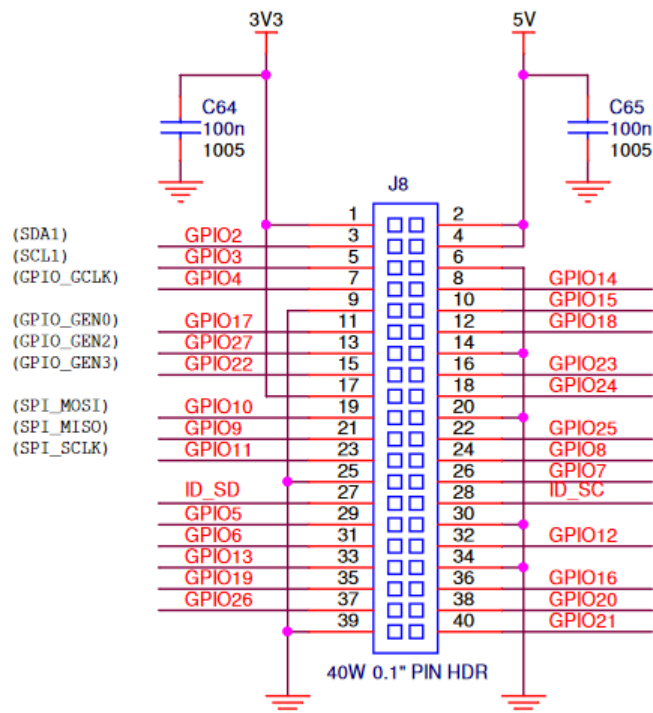 3V3 5V
C64 C65
100n 100n
1005 1005
J8
1 2
(SDA1) GPIO2 3 4
(SCL1) GPIO3 5 6
(GPIO_GCLK) GPIO4 7 8 GPIO14
9 10 GPIO15
(GPIO_GEN0) GPIO17 11 12 GPIO18
(GPIO_GEN2) GPIO27 13 14
(GPIO_GEN3) GPIO22 15 16 GPIO23
17 18 GPIO24
(SPI_MOSI) GPIO10 19 20
(SPI_MISO) GPIO9 21 22 GPIO25
(SPI_SCLK) GPIO11 23 24 GPIO8
25 26 GPIO7
ID_SD 27 28 ID_SC
GPIO5 29 30
GPIO6 31 32 GPIO12
GPIO13 33 34
GPIO19 35 36 GPIO16
GPIO26 37 38 GPIO20
39 40 GPIO21
40W 0.1" PIN HDR